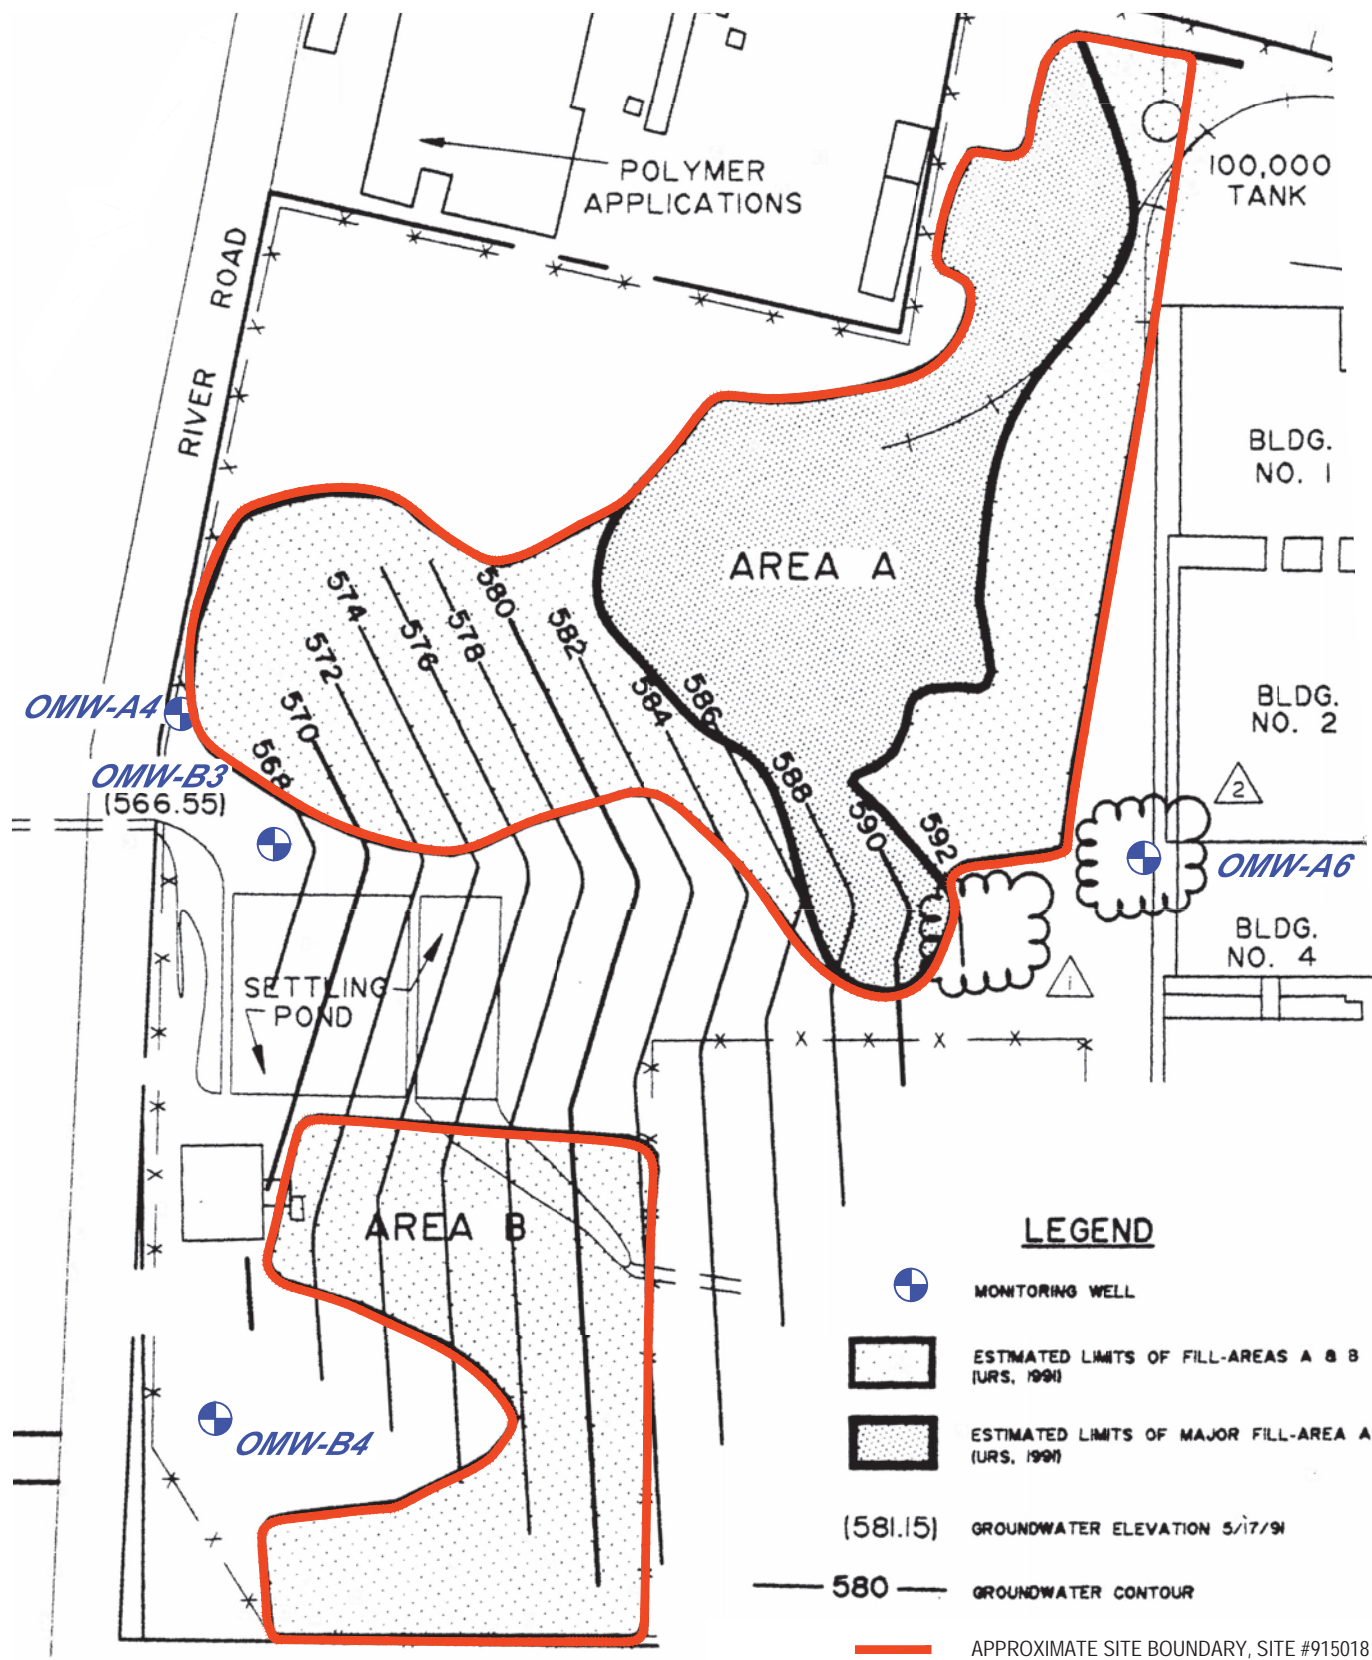 POLYMER
APPLICATIONS
100,000
TANK
RIVER ROAD
BLDG.
NO. 1
AREA A
574
576
578
580
582
572
570
568
584
586
588
590
592
BLDG.
NO. 2
OMW-A4
OMW-B3
(566.55)
2
OMW-A6
BLDG.
NO. 4
1
SETTLING
POND
AREA B
OMW-B4
LEGEND
MONITORING WELL
ESTIMATED LIMITS OF FILL-AREAS A & B
(URS, 1991)
ESTIMATED LIMITS OF MAJOR FILL-AREA A
(URS, 1991)
(581.15) GROUNDWATER ELEVATION 5/17/91
580 GROUNDWATER CONTOUR
APPROXIMATE SITE BOUNDARY, SITE #915018